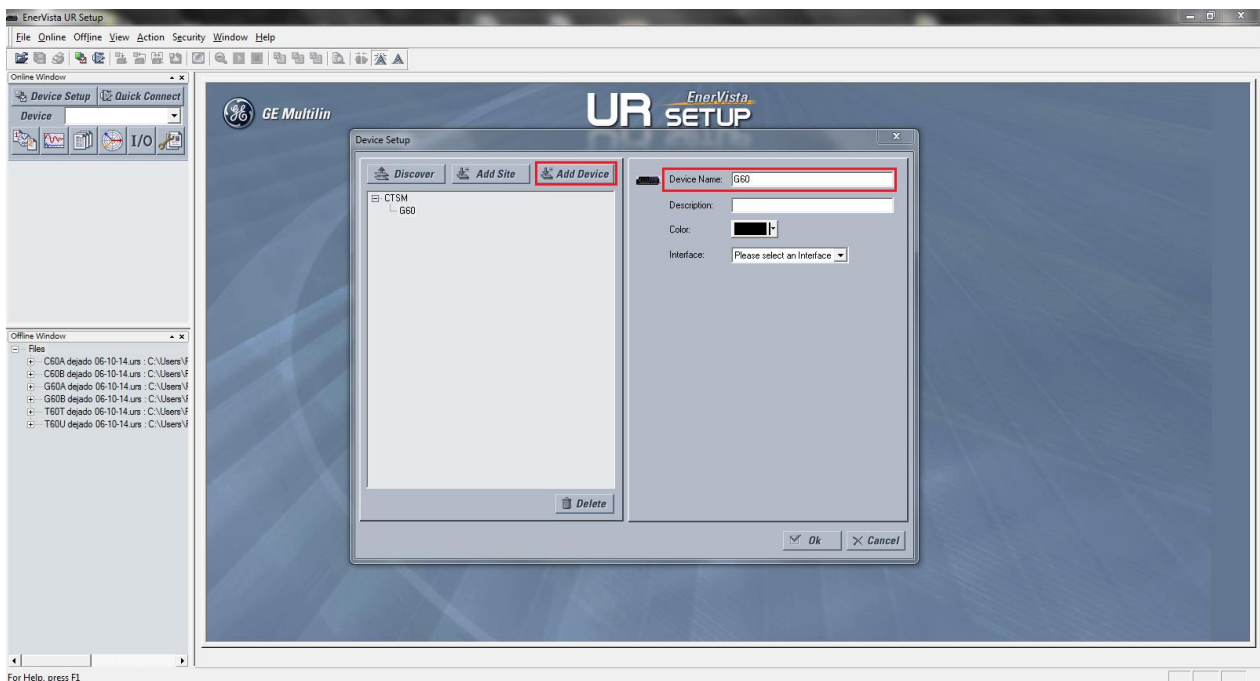 EnerVista UR Setup
File Online Offline View Action Security Window Help
Online Window
Device Setup Quick Connect
Device
I/O
GE Multilin
UR EnerVista SETUP
Device Setup
Discover Add Site Add Device
CTSM
G60
Delete
Device Name: G60
Description:
Color:
Interface: Please select an Interface
Ok Cancel
Offline Window
Files
C60A dejado 06-10-14.urs : C:\Users\F
C60B dejado 06-10-14.urs : C:\Users\F
G60A dejado 06-10-14.urs : C:\Users\F
G60B dejado 06-10-14.urs : C:\Users\F
T60T dejado 06-10-14.urs : C:\Users\F
T60U dejado 06-10-14.urs : C:\Users\F
For Help, press F1